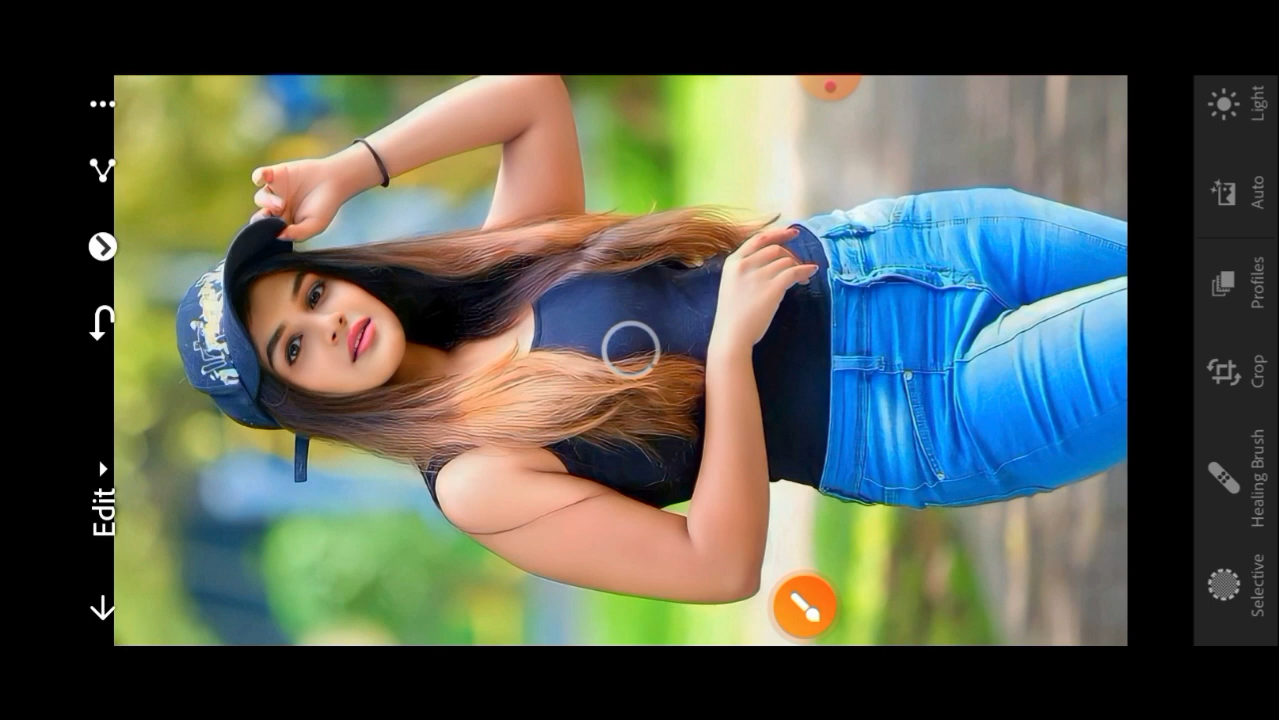 Edit
Selective
Healing Brush
Crop
Profiles
Auto
Light